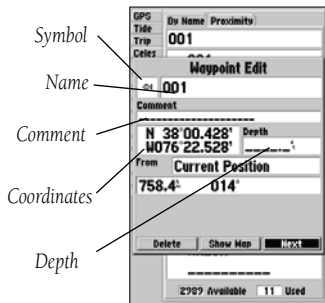 GPS
Tide
Trip
Celes
By Name Proximity
001
Waypoint Edit
Symbol
Name
001
Comment
Comment
N 38°00.428'
W076°22.528'
Depth
Coordinates
From Current Position
758.4 014°
Depth
Delete Show Map Next
2989 Available 11 Used